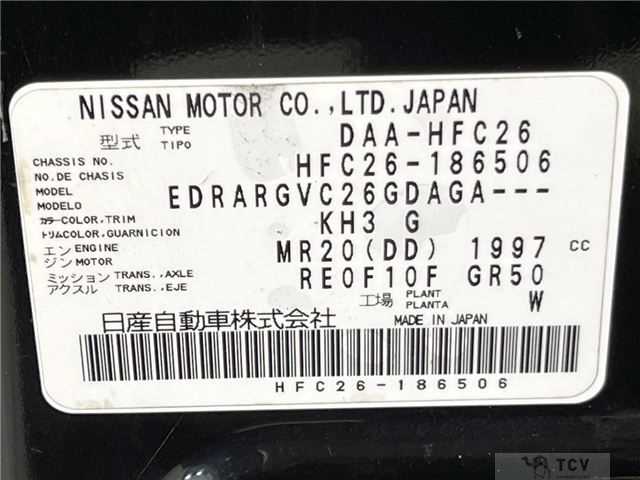 NISSAN MOTOR CO.,LTD.JAPAN
型式 TYPE TIPO DAA-HFC26
CHASSIS NO. NO.DE CHASIS HFC26-186506
MODEL MODELO EDRARGVC26GDAGA---
カラー COLOR,TRIM トリムCOLOR,GUARNICION KH3 G
エンジン ENGINE MOTOR MR20(DD) 1997 CC
ミッション TRANS.,AXLE アクスル TRANS.,EJE RE0F10F GR50
工場 PLANT PLANTA W
日産自動車株式会社 MADE IN JAPAN
HFC26-186506
TCV